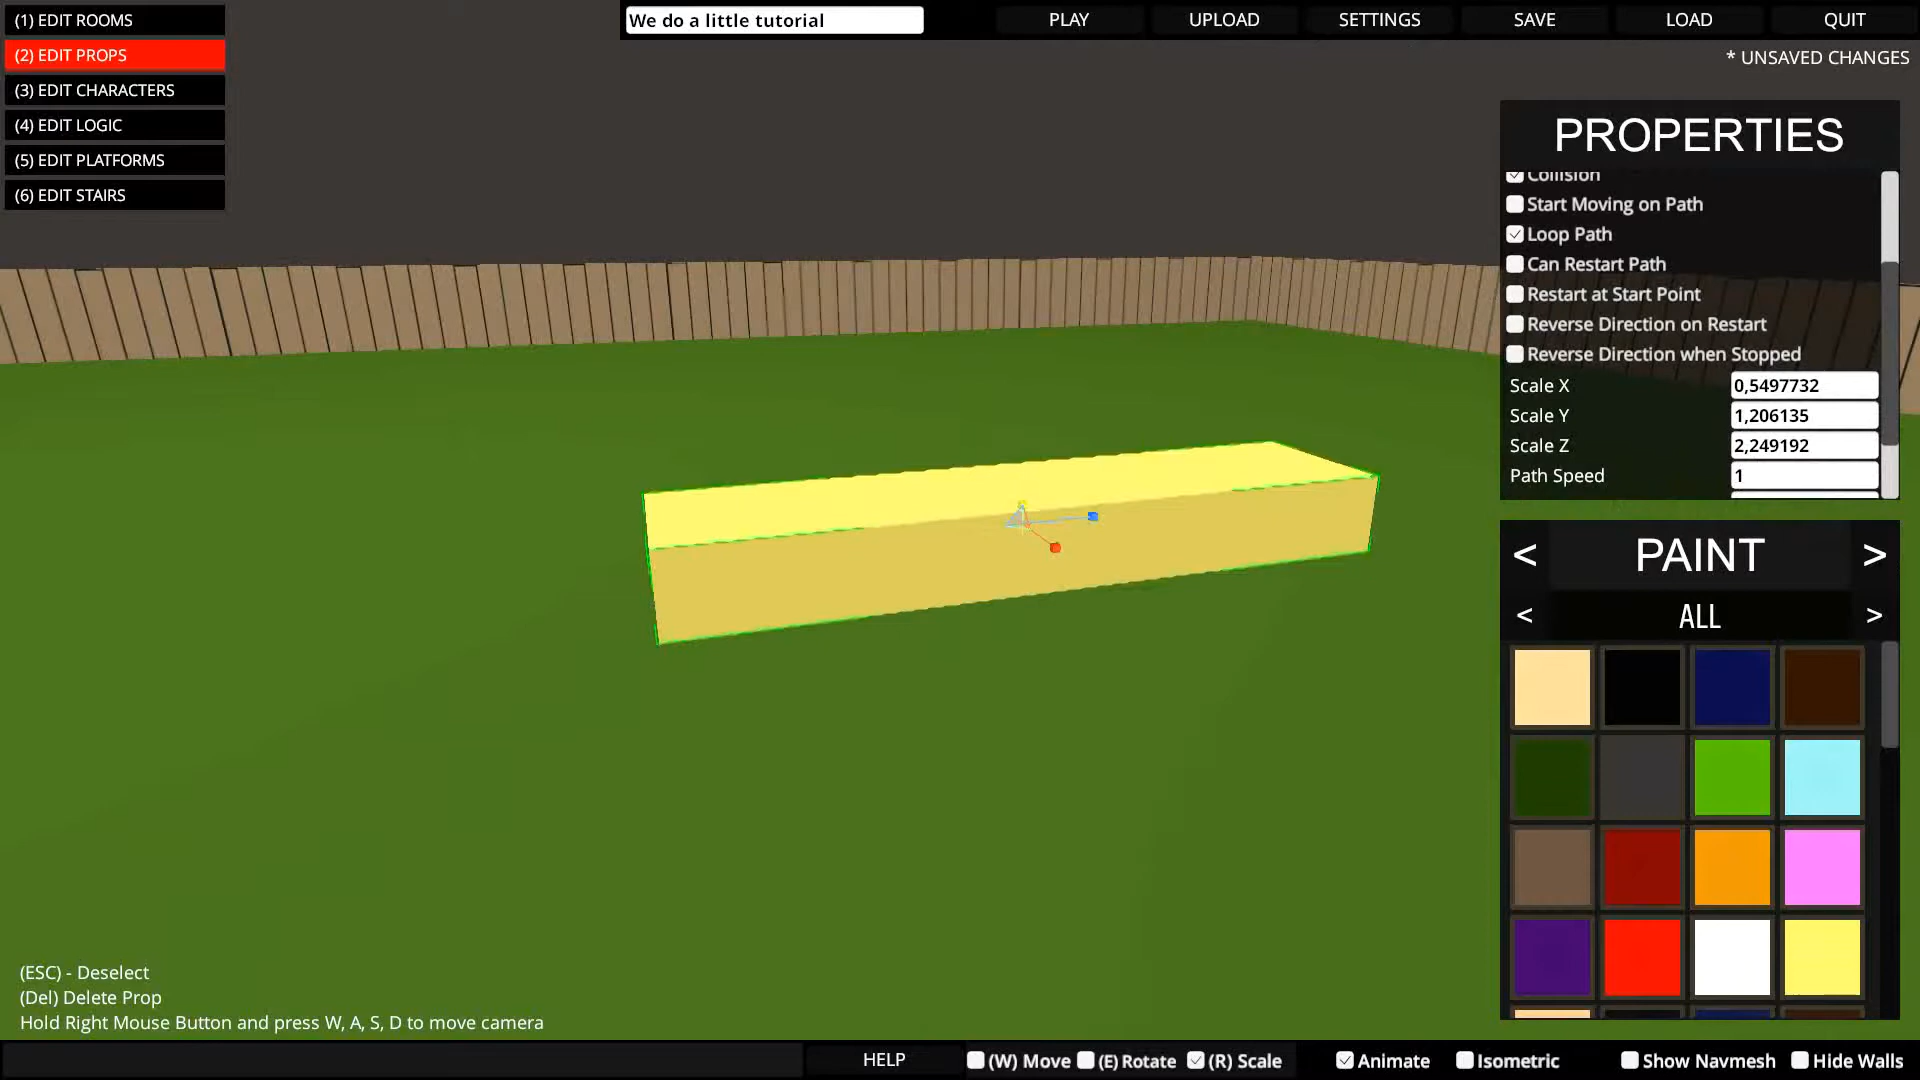 (1) EDIT ROOMS
(2) EDIT PROPS
(3) EDIT CHARACTERS
(4) EDIT LOGIC
(5) EDIT PLATFORMS
(6) EDIT STAIRS
We do a little tutorial
PLAY
UPLOAD
SETTINGS
SAVE
LOAD
QUIT
* UNSAVED CHANGES
PROPERTIES
Collision
Start Moving on Path
Loop Path
Can Restart Path
Restart at Start Point
Reverse Direction on Restart
Reverse Direction when Stopped
Scale X 0,5497732
Scale Y 1,206135
Scale Z 2,249192
Path Speed 1
< PAINT >
< ALL >
(ESC) - Deselect
(Del) Delete Prop
Hold Right Mouse Button and press W, A, S, D to move camera
HELP
(W) Move
(E) Rotate
(R) Scale
Animate
Isometric
Show Navmesh
Hide Walls